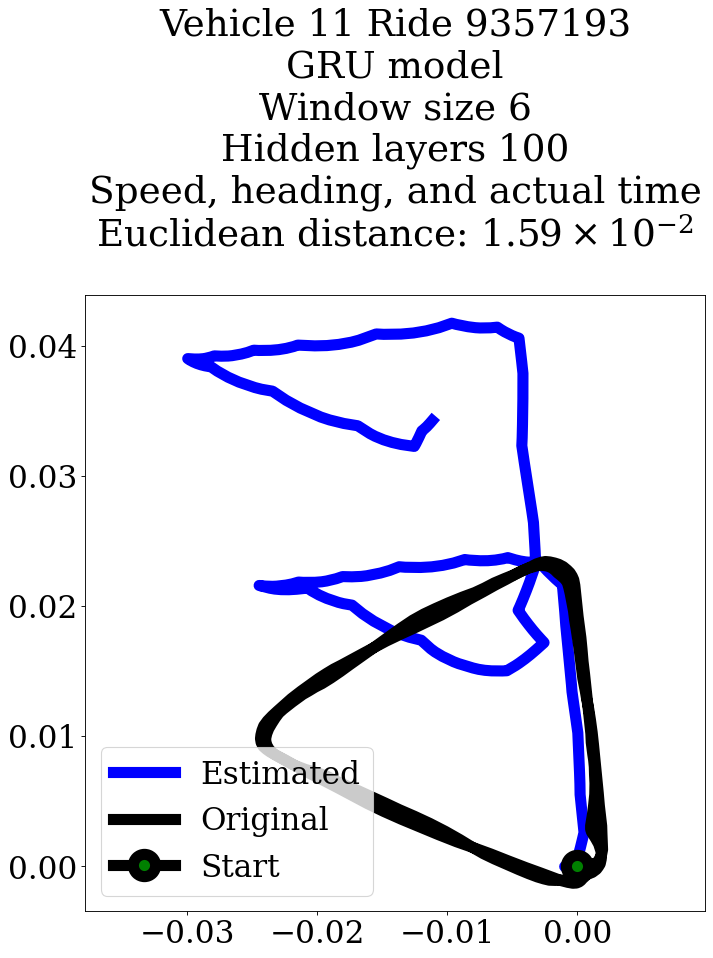 Vehicle 11 Ride 9357193
GRU model
Window size 6
Hidden layers 100
Speed, heading, and actual time
Euclidean distance: 1.59 × 10⁻²
0.04
0.03
0.02
0.01
0.00
Estimated
Original
Start
−0.03 −0.02 −0.01 0.00